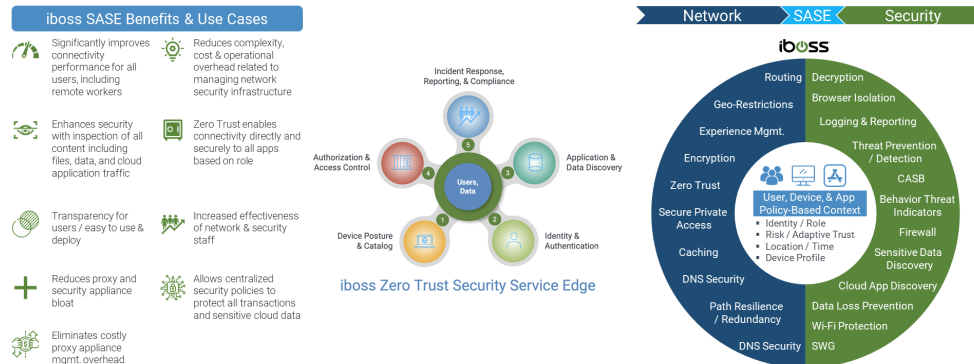 iboss SASE Benefits & Use Cases
Significantly improves
connectivity
performance for all
users, including
remote workers
Reduces complexity,
cost & operational
overhead related to
managing network
security infrastructure
Enhances security
with inspection of all
content including
files, data, and cloud
application traffic
Zero Trust enables
connectivity directly and
securely to all apps
based on role
Transparency for
users / easy to use &
deploy
Increased effectiveness
of network & security
staff
Reduces proxy and
security appliance
bloat
Allows centralized
security policies to
protect all transactions
and sensitive cloud data
Eliminates costly
proxy appliance
mgmt. overhead
Incident Response,
Reporting, & Compliance
5
Authorization &
Access Control
4
Users,
Data
3
Application &
Data Discovery
Device Posture
& Catalog
1
2
Identity &
Authentication
iboss Zero Trust Security Service Edge
Network
SASE
Security
iboss
Routing
Geo-Restrictions
Experience Mgmt.
Encryption
Zero Trust
Secure Private
Access
Caching
DNS Security
Path Resilience
/ Redundancy
DNS Security
User, Device, & App
Policy-Based Context
▪ Identity / Role
▪ Risk / Adaptive Trust
▪ Location / Time
▪ Device Profile
Decryption
Browser Isolation
Logging & Reporting
Threat Prevention
/ Detection
CASB
Behavior Threat
Indicators
Firewall
Sensitive Data
Discovery
Cloud App Discovery
Data Loss Prevention
Wi-Fi Protection
SWG